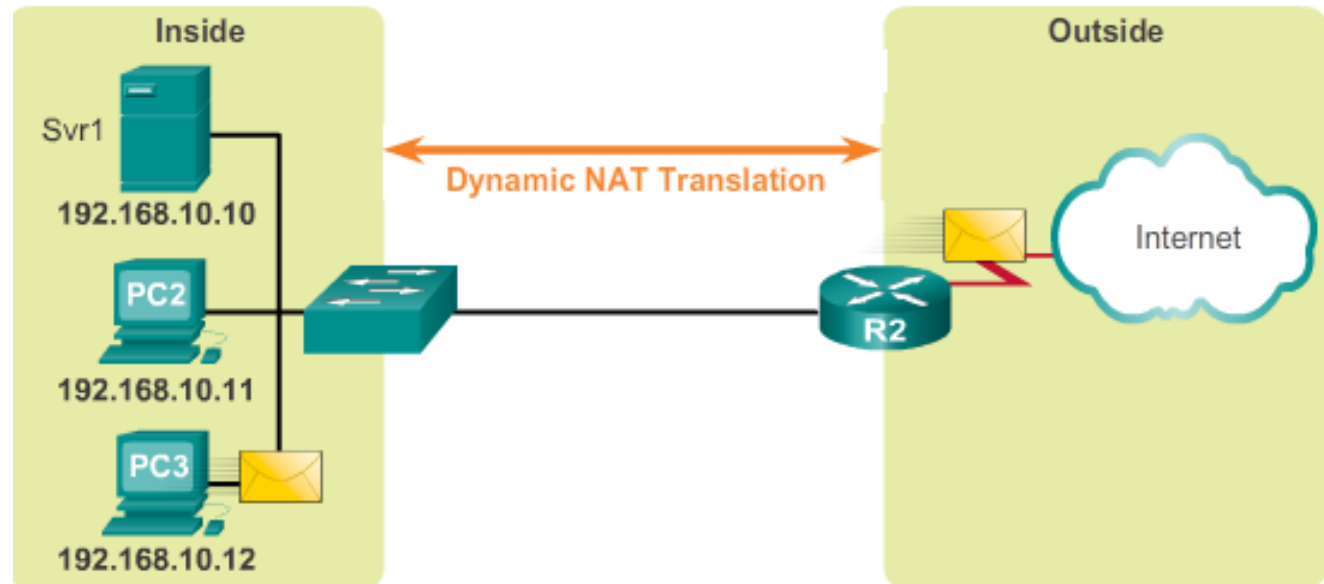 Inside
Outside
Svr1
192.168.10.10
Dynamic NAT Translation
Internet
PC2
192.168.10.11
R2
PC3
192.168.10.12